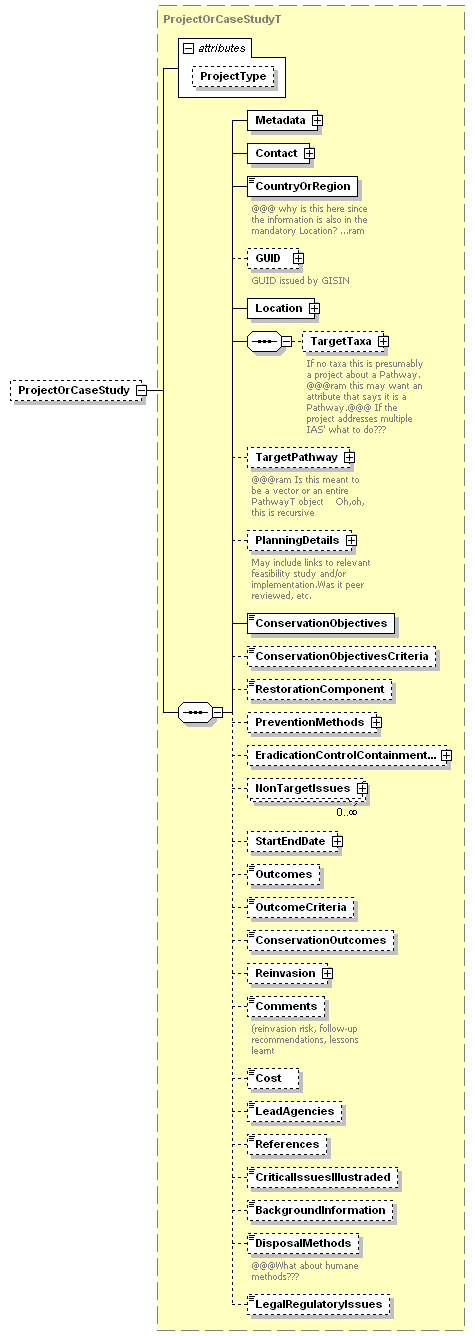 ProjectOrCaseStudyT
attributes
ProjectType
Metadata
Contact
CountryOrRegion
@@@ why is this here since
the information is also in the
mandatory Location? ...ram
GUID
GUID issued by GISIN
Location
TargetTaxa
If no taxa this is presumably
a project about a Pathway.
@@@ram this may want an
attribute that says it is a
Pathway.@@@ If the
project addresses multiple
IAS' what to do???
ProjectOrCaseStudy
TargetPathway
@@@ram Is this meant to
be a vector or an entire
PathwayT object Oh,oh,
this is recursive
PlanningDetails
May include links to relevant
feasibility study and/or
implementation.Was it peer
reviewed, etc.
ConservationObjectives
ConservationObjectivesCriteria
RestorationComponent
PreventionMethods
EradicationControlContainment...
NonTargetIssues
0..∞
StartEndDate
Outcomes
OutcomeCriteria
ConservationOutcomes
Reinvasion
Comments
(reinvasion risk, follow-up
recommendations, lessons
learnt
Cost
LeadAgencies
References
CriticalIssuesIllustraded
BackgroundInformation
DisposalMethods
@@@What about humane
methods???
LegalRegulatoryIssues